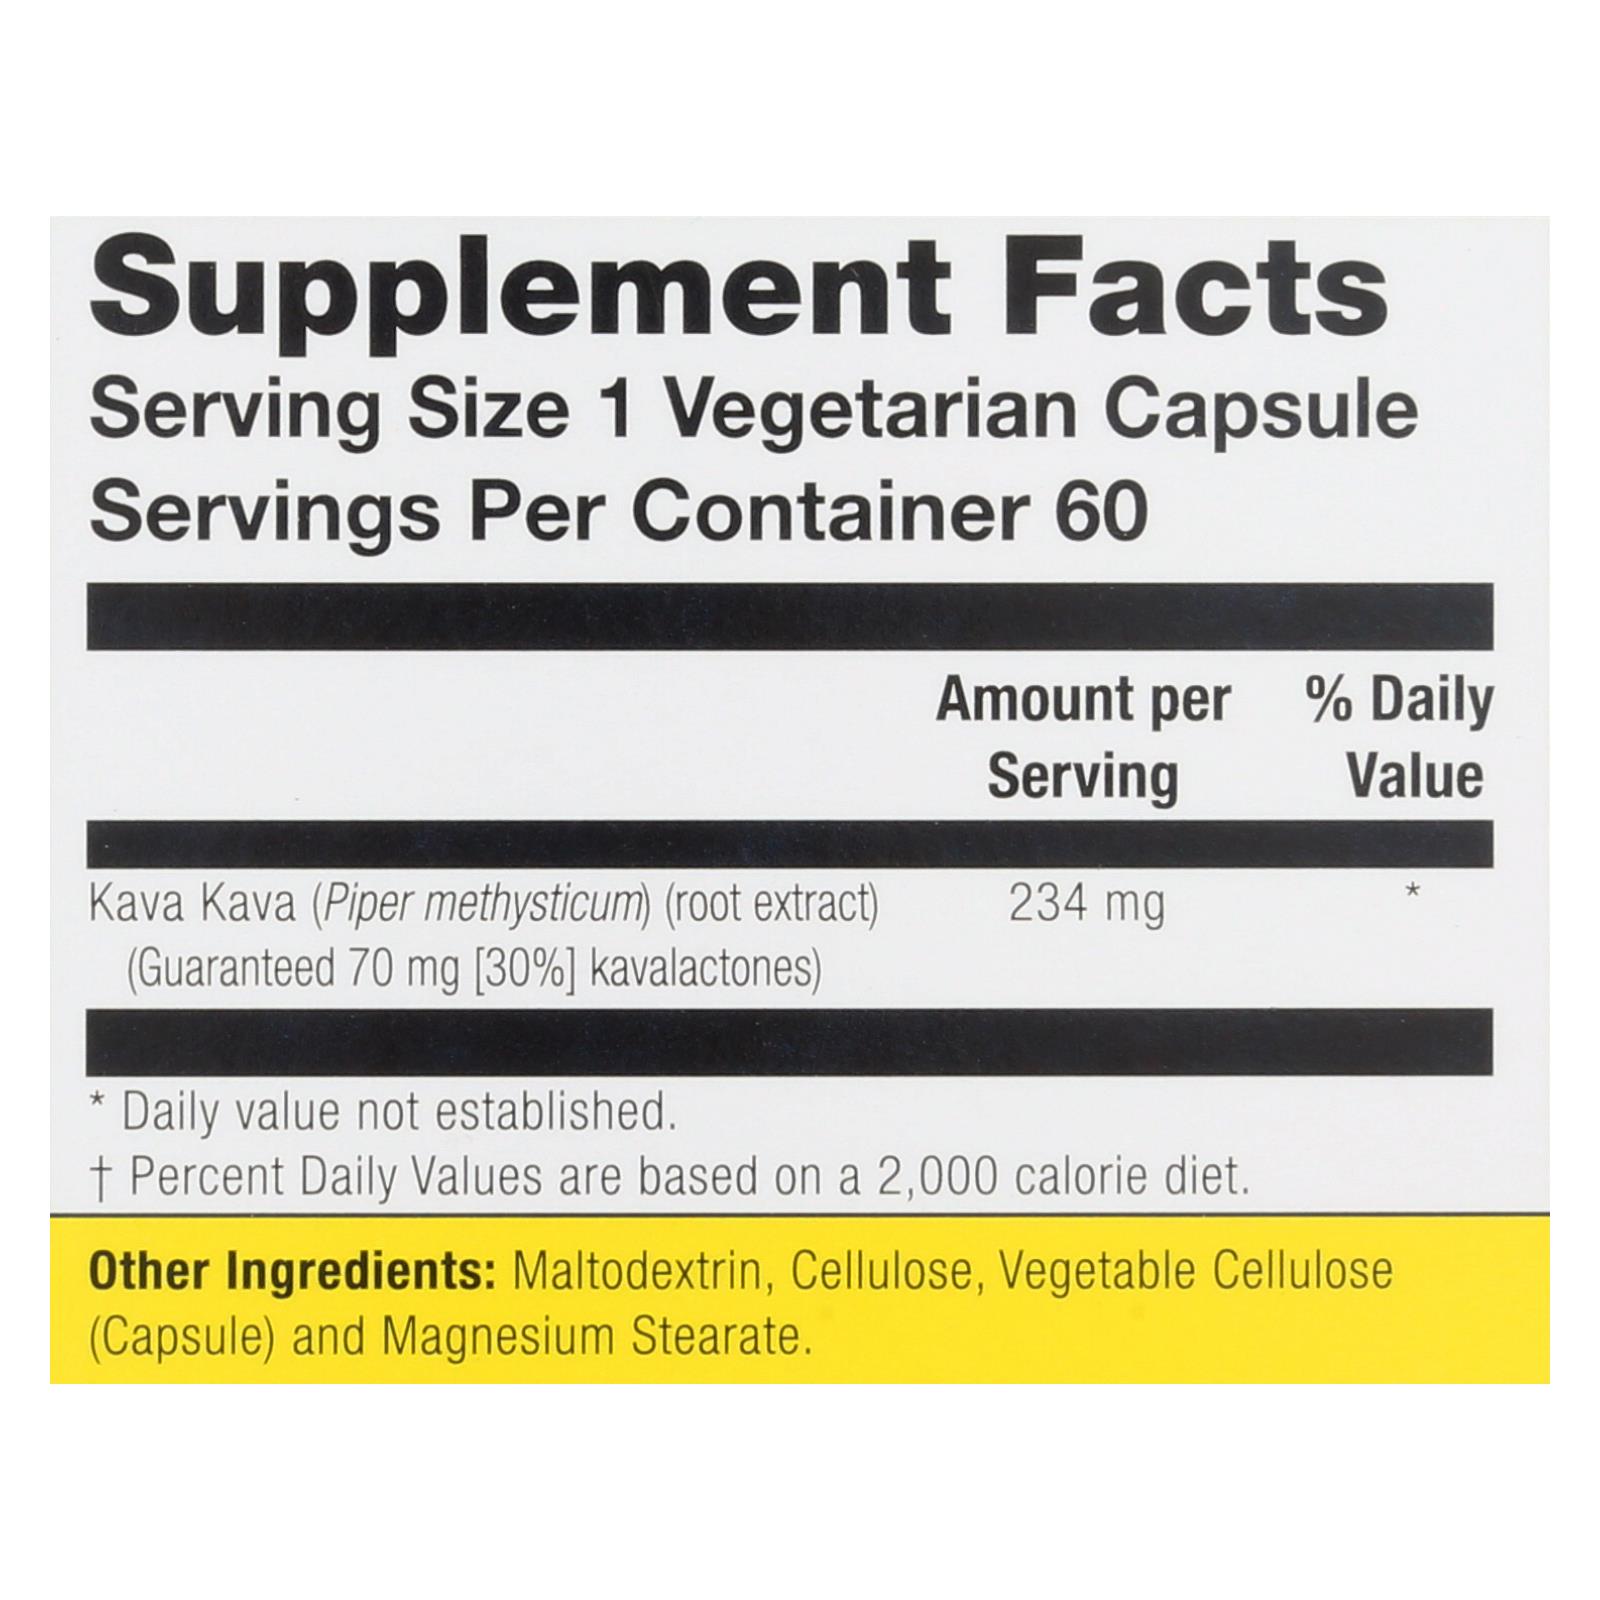 Supplement Facts
Serving Size 1 Vegetarian Capsule
Servings Per Container 60
Amount per % Daily
Serving Value
Kava Kava (Piper methysticum) (root extract) 234 mg *
(Guaranteed 70 mg [30%] kavalactones)
* Daily value not established.
† Percent Daily Values are based on a 2,000 calorie diet.
Other Ingredients: Maltodextrin, Cellulose, Vegetable Cellulose
(Capsule) and Magnesium Stearate.